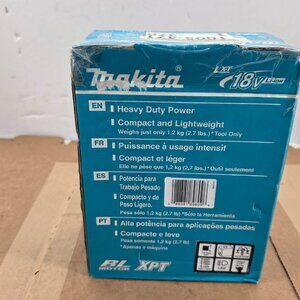 Makita
LXT
18V
EN
Heavy Duty Power
Compact and Lightweight
Weighs just only 1.2 kg (2.7 lbs.) *Tool Only
FR
Puissance à usage intensif
Compact et léger
Elle ne pèse que 1.2 kg (2.7 lbs.) *Outil seulement
ES
Potencia para
Trabajo Pesado
Compacto y de
Peso Ligero.
Pesa sólo 1.2 kg (2.7 lb) *Sólo la Herramienta
PT
Alta potência para aplicações pesadas
Compacto e leve
Pesa somente 1.2 kg (2.7 lb)
*Apenas a máquina
BL
MOTOR
XPT